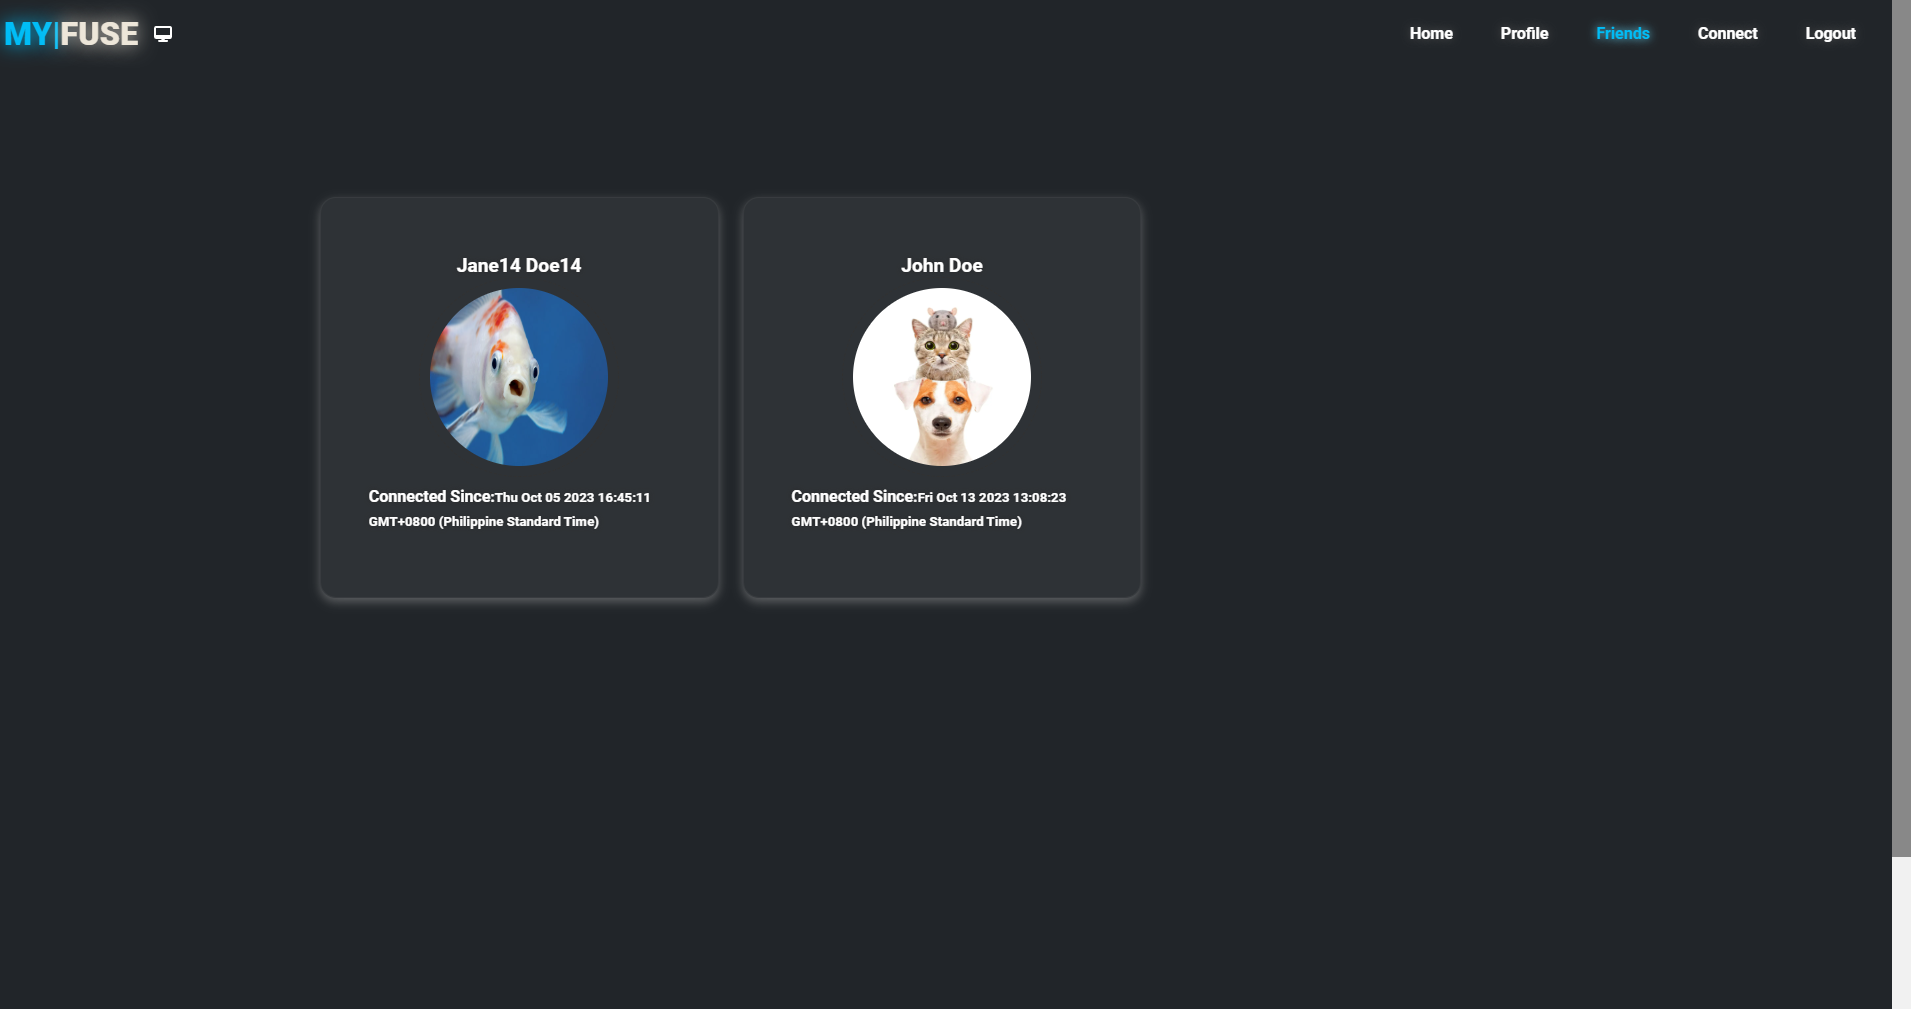 MY|FUSE
Home Profile Friends Connect Logout
Jane14 Doe14
Connected Since:Thu Oct 05 2023 16:45:11
GMT+0800 (Philippine Standard Time)
John Doe
Connected Since:Fri Oct 13 2023 13:08:23
GMT+0800 (Philippine Standard Time)